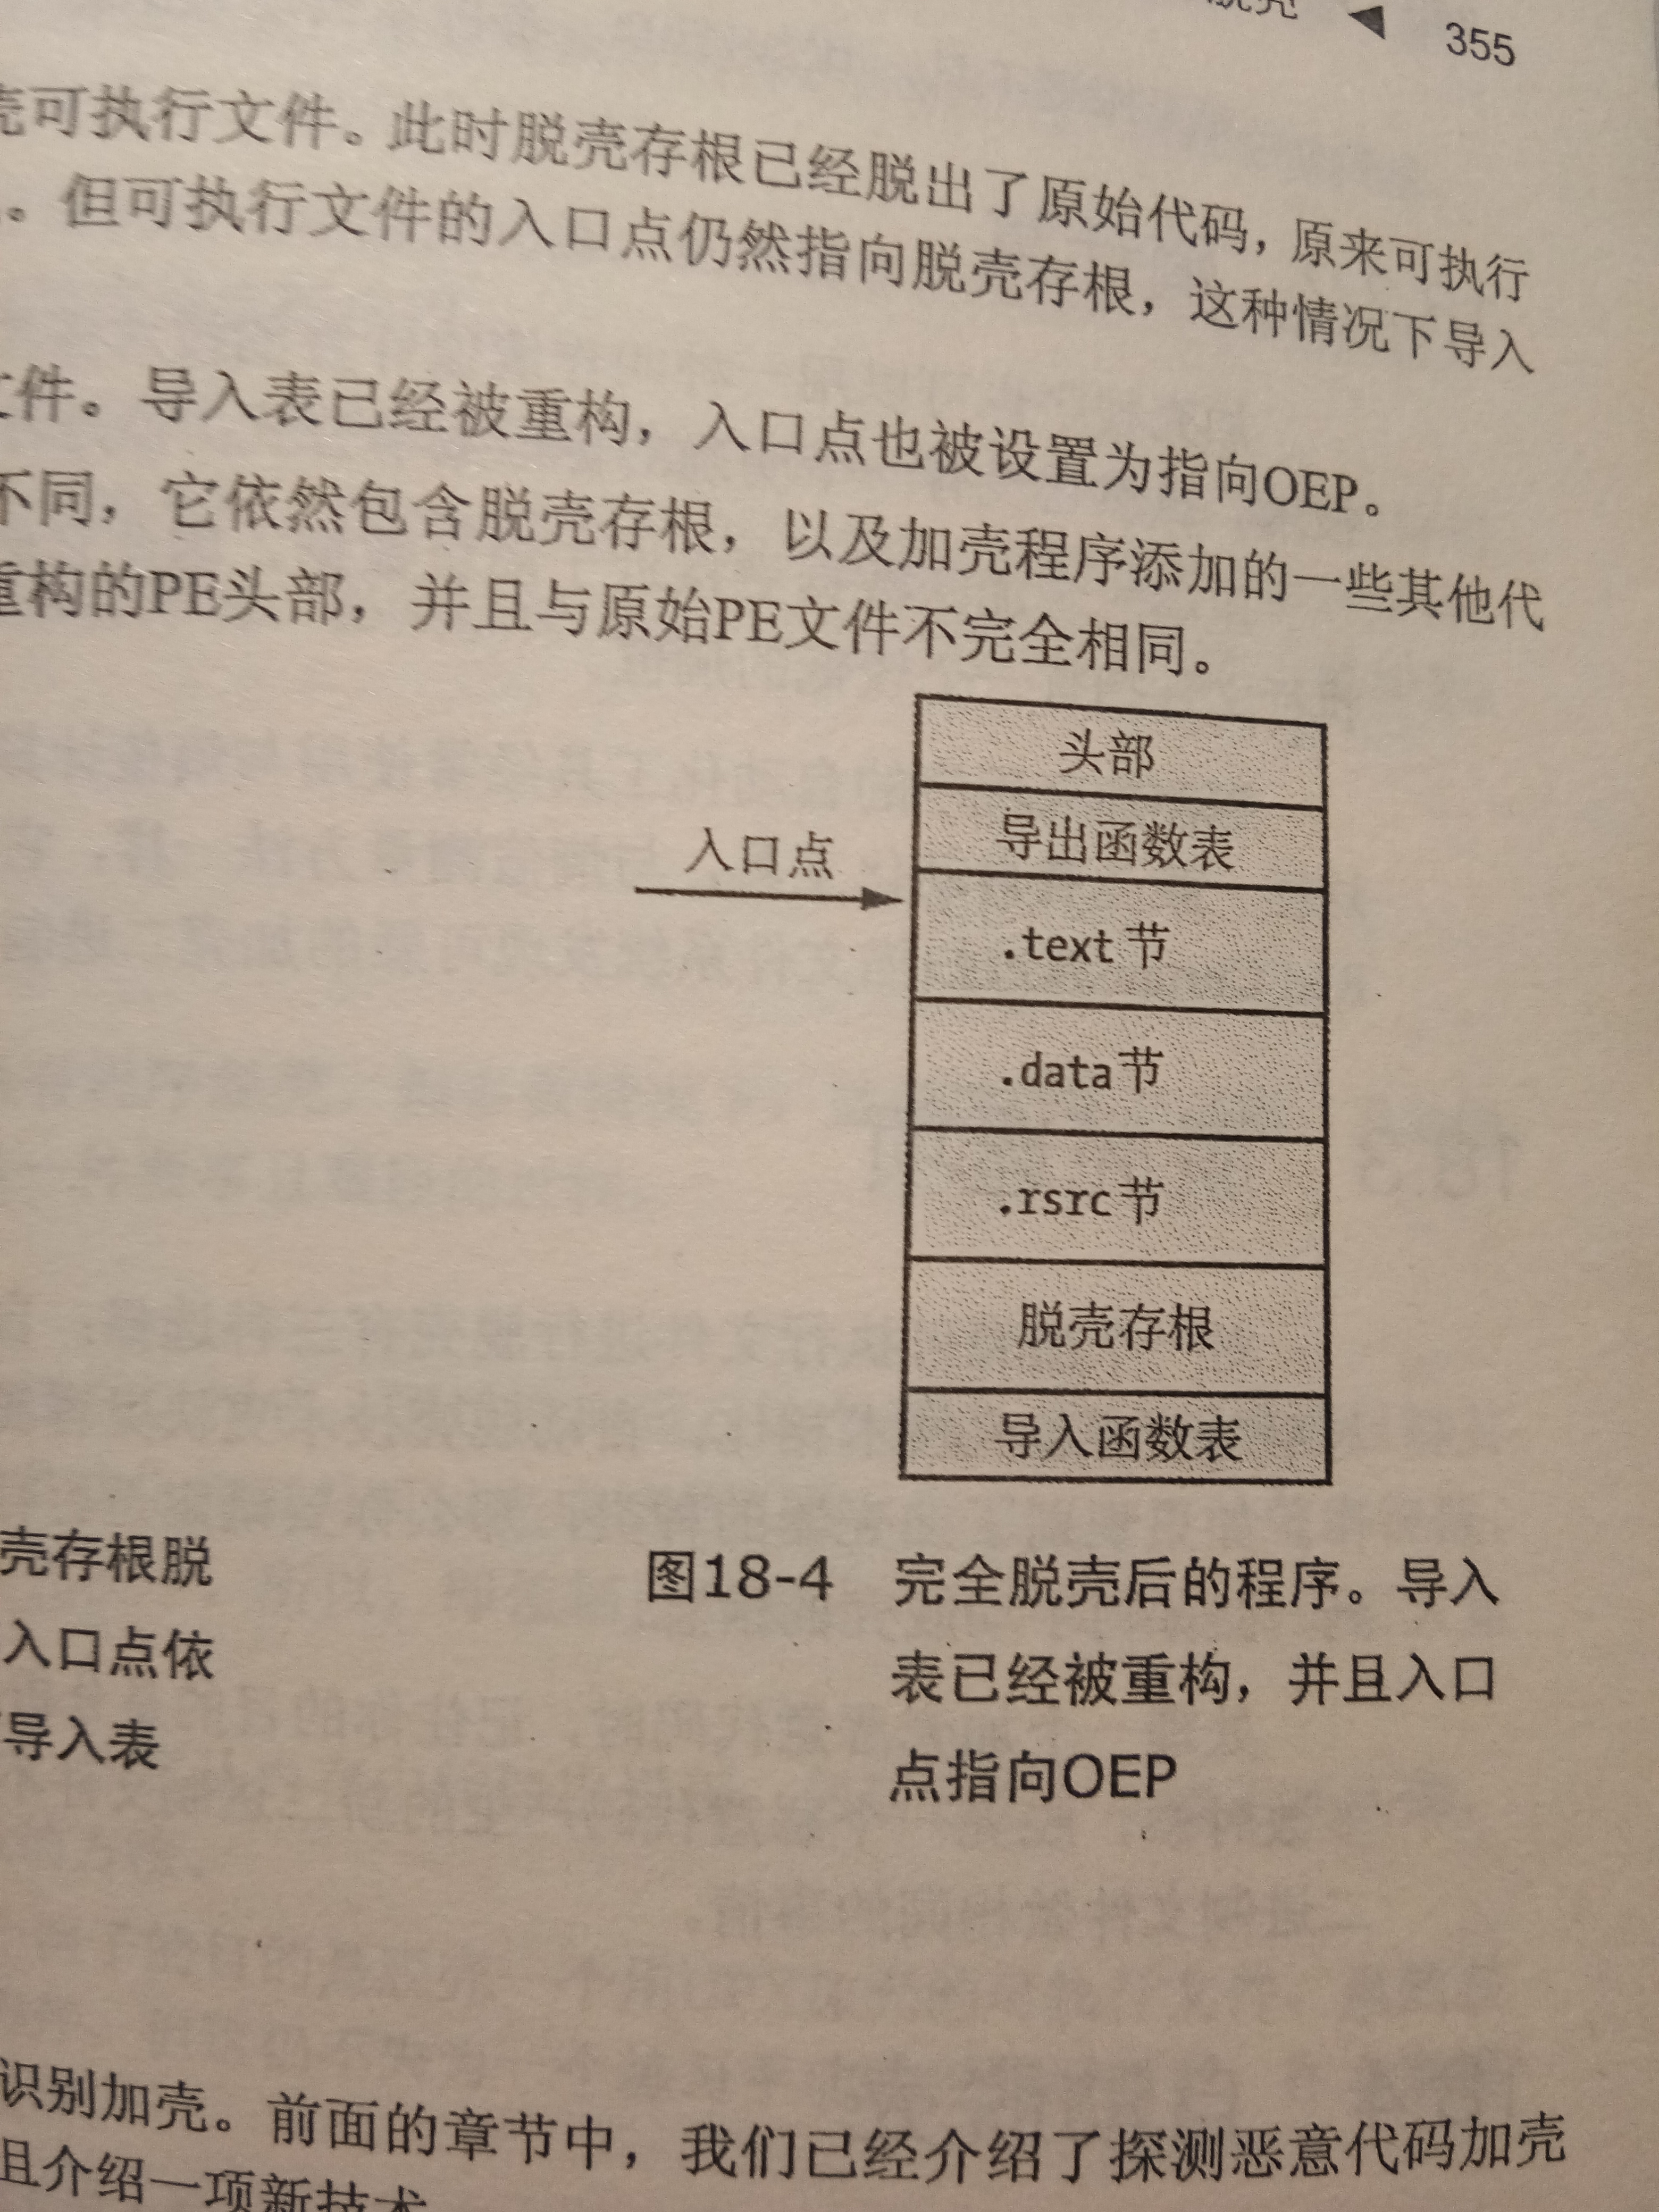 脱壳 ◀ 355
壳可执行文件。此时脱壳存根已经脱出了原始代码，原来可执行
。但可执行文件的入口点仍然指向脱壳存根，这种情况下导入
文件。导入表已经被重构，入口点也被设置为指向OEP。
不同，它依然包含脱壳存根，以及加壳程序添加的一些其他代
重构的PE头部，并且与原始PE文件不完全相同。
头部
导出函数表
入口点
.text 节
.data节
.rsrc节
脱壳存根
导入函数表
壳存根脱
入口点依
导入表
图18-4 完全脱壳后的程序。导入
表已经被重构，并且入口
点指向OEP
识别加壳。前面的章节中，我们已经介绍了探测恶意代码加壳
且介绍一项新技术